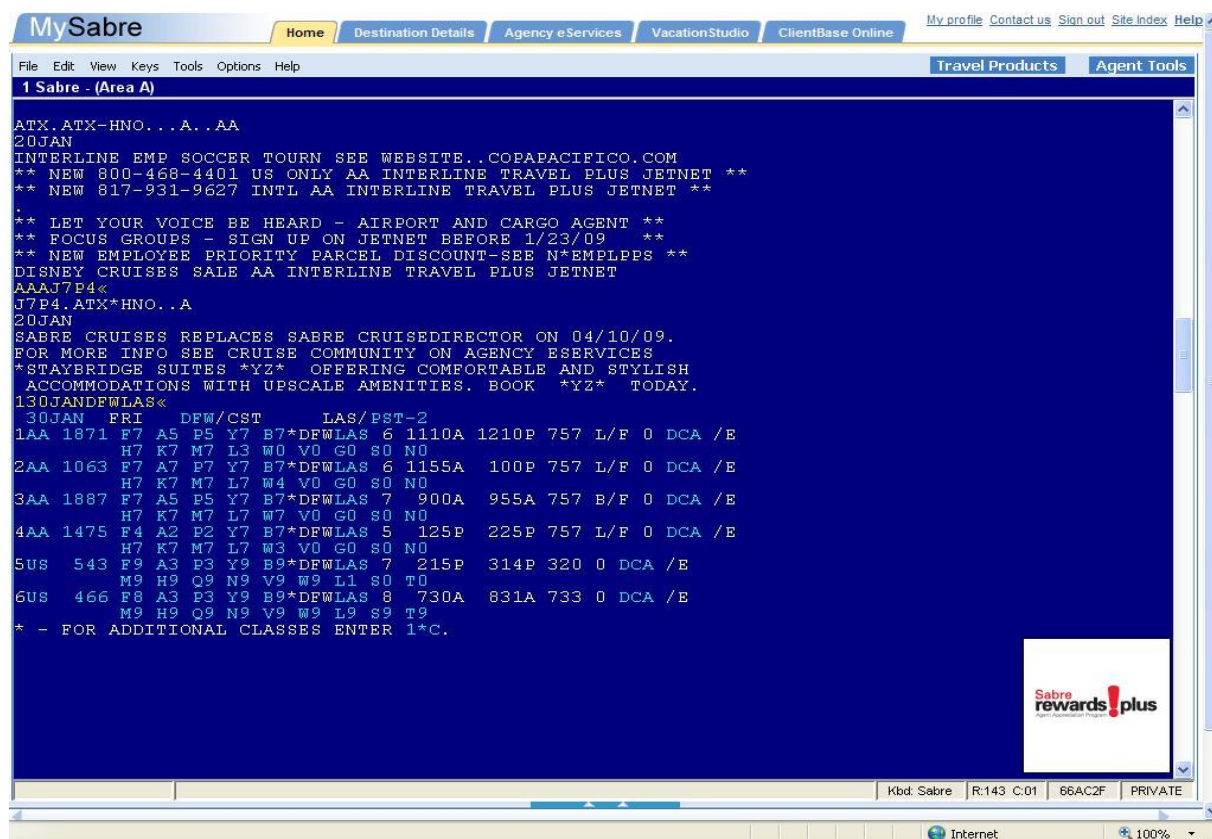 MySabre
Home Destination Details Agency eServices VacationStudio ClientBase Online
My profile Contact us Sign out Site Index Help
File Edit View Keys Tools Options Help
Travel Products Agent Tools
1 Sabre - (Area A)
ATX.ATX-HNO...A..AA
20JAN
INTERLINE EMP SOCCER TOURN SEE WEBSITE..COPAPACIFICO.COM
** NEW 800-468-4401 US ONLY AA INTERLINE TRAVEL PLUS JETNET **
** NEW 817-931-9627 INTL AA INTERLINE TRAVEL PLUS JETNET **
.
** LET YOUR VOICE BE HEARD - AIRPORT AND CARGO AGENT **
** FOCUS GROUPS - SIGN UP ON JETNET BEFORE 1/23/09   **
** NEW EMPLOYEE PRIORITY PARCEL DISCOUNT-SEE N*EMPLPPS **
DISNEY CRUISES SALE AA INTERLINE TRAVEL PLUS JETNET
AAAJ7P4«
J7P4.ATX*HNO..A
20JAN
SABRE CRUISES REPLACES SABRE CRUISEDIRECTOR ON 04/10/09.
FOR MORE INFO SEE CRUISE COMMUNITY ON AGENCY ESERVICES
*STAYBRIDGE SUITES *YZ*  OFFERING COMFORTABLE AND STYLISH
ACCOMMODATIONS WITH UPSCALE AMENITIES. BOOK  *YZ*  TODAY.
130JANDFWLAS«
30JAN  FRI   DFW/CST     LAS/PST-2
1AA 1871 F7 A5 P5 Y7 B7*DFWLAS 6 1110A 1210P 757 L/F 0 DCA /E
H7 K7 M7 L3 W0 V0 G0 S0 N0
2AA 1063 F7 A7 P7 Y7 B7*DFWLAS 6 1155A  100P 757 L/F 0 DCA /E
H7 K7 M7 L7 W4 V0 G0 S0 N0
3AA 1887 F7 A5 P5 Y7 B7*DFWLAS 7  900A  955A 757 B/F 0 DCA /E
H7 K7 M7 L7 W7 V0 G0 S0 N0
4AA 1475 F4 A2 P2 Y7 B7*DFWLAS 5  125P  225P 757 L/F 0 DCA /E
H7 K7 M7 L7 W3 V0 G0 S0 N0
5US  543 F9 A3 P3 Y9 B9*DFWLAS 7  215P  314P 320 0 DCA /E
M9 H9 Q9 N9 V9 W9 L1 S0 T0
6US  466 F8 A3 P3 Y9 B9*DFWLAS 8  730A  831A 733 0 DCA /E
M9 H9 Q9 N9 V9 W9 L9 S9 T9
* - FOR ADDITIONAL CLASSES ENTER 1*C.
Sabre
rewards plus
Agent Appreciation Program
Kbd: Sabre R:143 C:01 66AC2F PRIVATE
Internet 100%